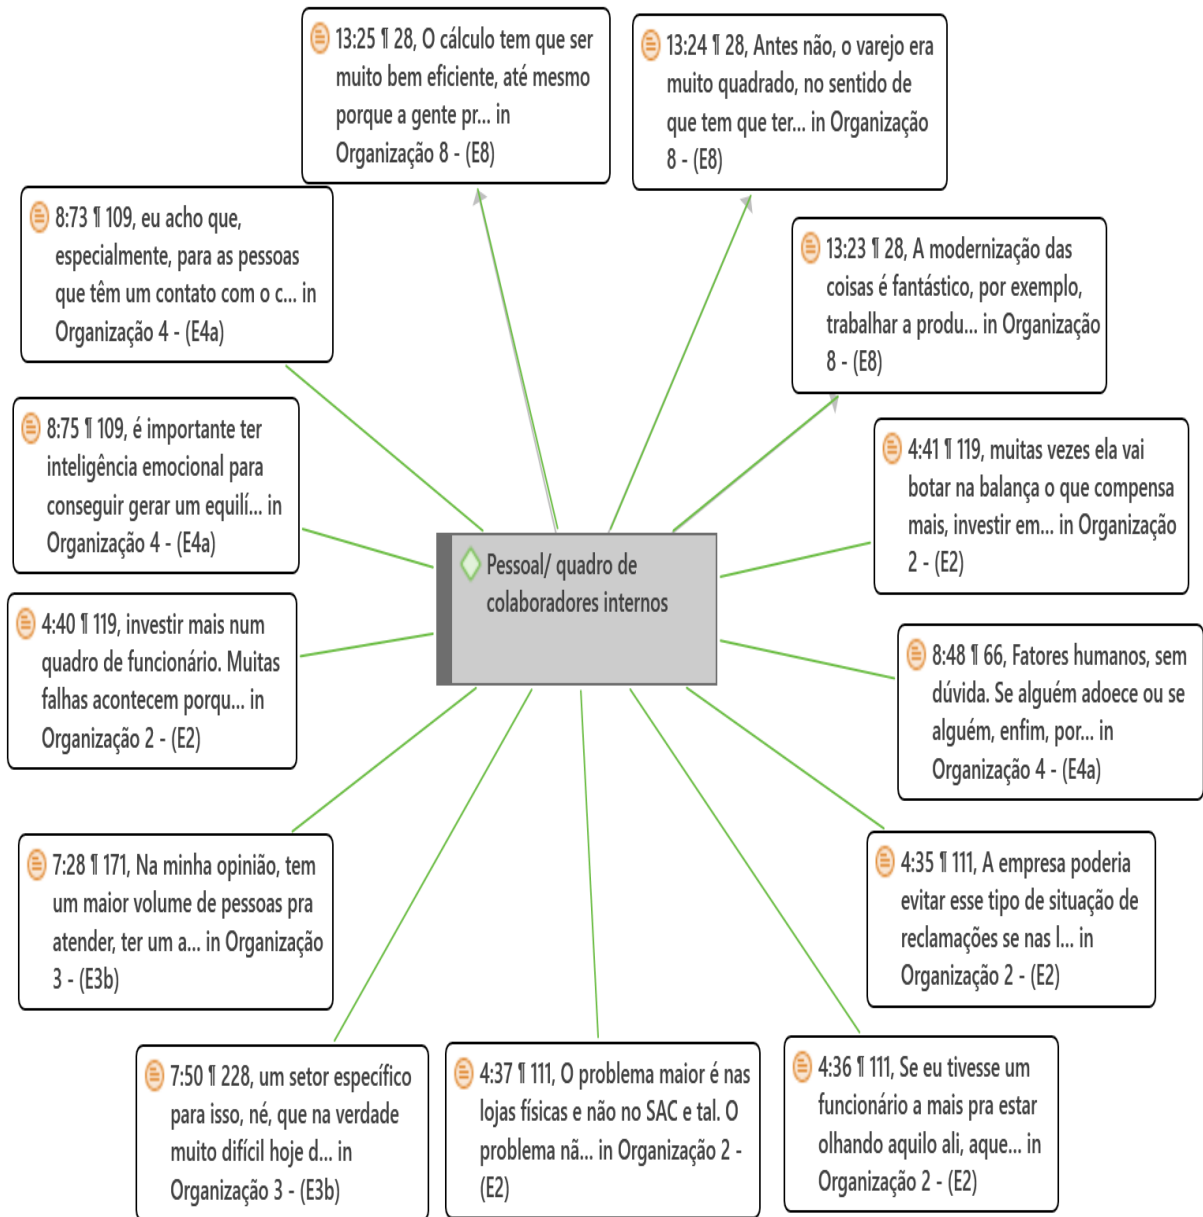 13:25 ¶ 28, O cálculo tem que ser
muito bem eficiente, até mesmo
porque a gente pr... in
Organização 8 - (E8)
13:24 ¶ 28, Antes não, o varejo era
muito quadrado, no sentido de
que tem que ter... in Organização
8 - (E8)
8:73 ¶ 109, eu acho que,
especialmente, para as pessoas
que têm um contato com o c... in
Organização 4 - (E4a)
13:23 ¶ 28, A modernização das
coisas é fantástico, por exemplo,
trabalhar a produ... in Organização
8 - (E8)
8:75 ¶ 109, é importante ter
inteligência emocional para
conseguir gerar um equilí... in
Organização 4 - (E4a)
4:41 ¶ 119, muitas vezes ela vai
botar na balança o que compensa
mais, investir em... in Organização
2 - (E2)
Pessoal/ quadro de
colaboradores internos
4:40 ¶ 119, investir mais num
quadro de funcionário. Muitas
falhas acontecem porqu... in
Organização 2 - (E2)
8:48 ¶ 66, Fatores humanos, sem
dúvida. Se alguém adoece ou se
alguém, enfim, por... in
Organização 4 - (E4a)
7:28 ¶ 171, Na minha opinião, tem
um maior volume de pessoas pra
atender, ter um a... in Organização
3 - (E3b)
4:35 ¶ 111, A empresa poderia
evitar esse tipo de situação de
reclamações se nas l... in
Organização 2 - (E2)
7:50 ¶ 228, um setor específico
para isso, né, que na verdade
muito difícil hoje d... in
Organização 3 - (E3b)
4:37 ¶ 111, O problema maior é nas
lojas físicas e não no SAC e tal. O
problema nã... in Organização 2 -
(E2)
4:36 ¶ 111, Se eu tivesse um
funcionário a mais pra estar
olhando aquilo ali, aque... in
Organização 2 - (E2)